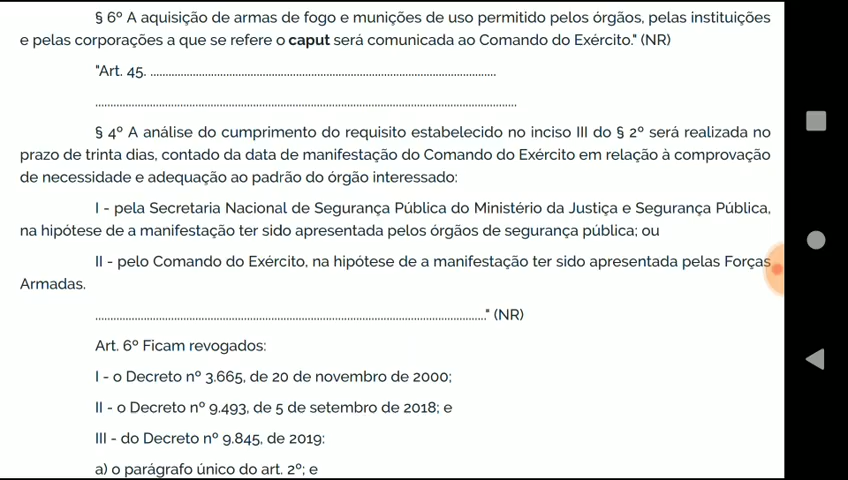 § 6º A aquisição de armas de fogo e munições de uso permitido pelos órgãos, pelas instituições
e pelas corporações a que se refere o caput será comunicada ao Comando do Exército." (NR)
"Art. 45. ..................................................................................................................
...........................................................................................................................................
§ 4º A análise do cumprimento do requisito estabelecido no inciso III do § 2º será realizada no
prazo de trinta dias, contado da data de manifestação do Comando do Exército em relação à comprovação
de necessidade e adequação ao padrão do órgão interessado:
I - pela Secretaria Nacional de Segurança Pública do Ministério da Justiça e Segurança Pública,
na hipótese de a manifestação ter sido apresentada pelos órgãos de segurança pública; ou
II - pelo Comando do Exército, na hipótese de a manifestação ter sido apresentada pelas Forças
Armadas.
.................................................................................................................................." (NR)
Art. 6º Ficam revogados:
I - o Decreto nº 3.665, de 20 de novembro de 2000;
II - o Decreto nº 9.493, de 5 de setembro de 2018; e
III - do Decreto nº 9.845, de 2019:
a) o parágrafo único do art. 2º; e